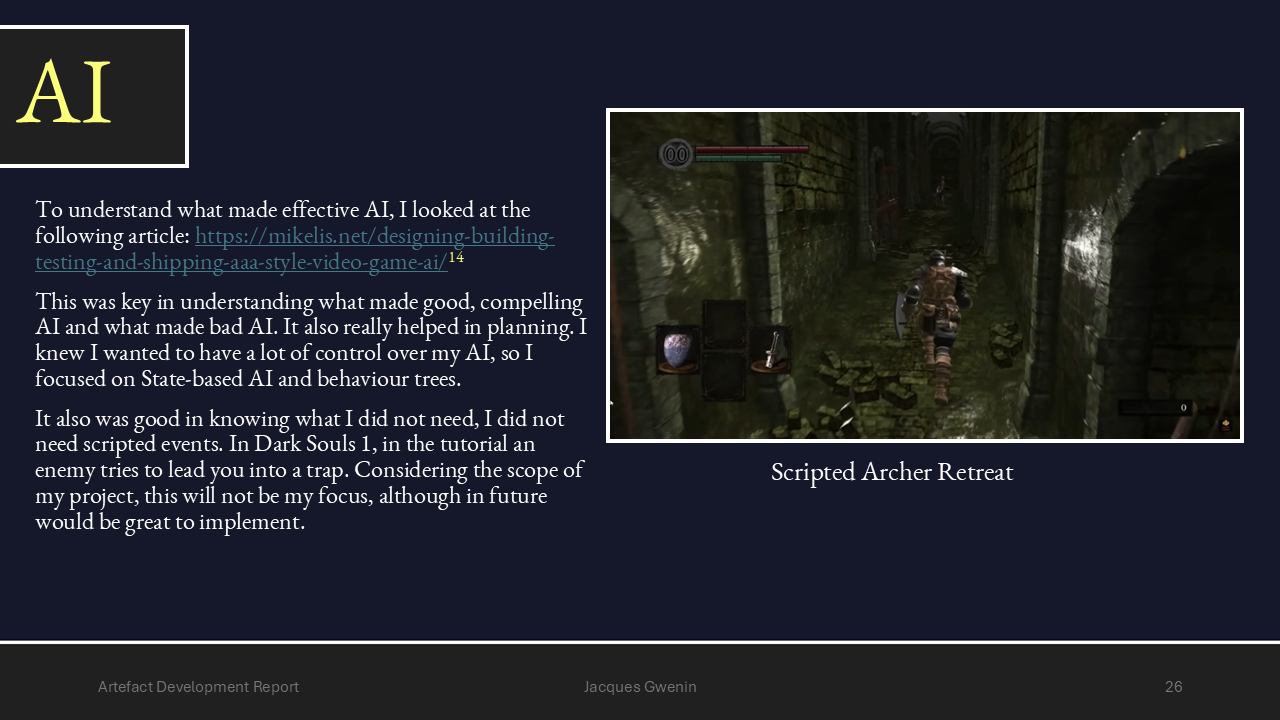 AI
To understand what made effective AI, I looked at the
following article: https://mikelis.net/designing-building-
testing-and-shipping-aaa-style-video-game-ai/14
This was key in understanding what made good, compelling
AI and what made bad AI. It also really helped in planning. I
knew I wanted to have a lot of control over my AI, so I
focused on State-based AI and behaviour trees.
It also was good in knowing what I did not need, I did not
need scripted events. In Dark Souls 1, in the tutorial an
enemy tries to lead you into a trap. Considering the scope of
my project, this will not be my focus, although in future
would be great to implement.
00
0
Scripted Archer Retreat
Artefact Development Report
Jacques Gwenin
26